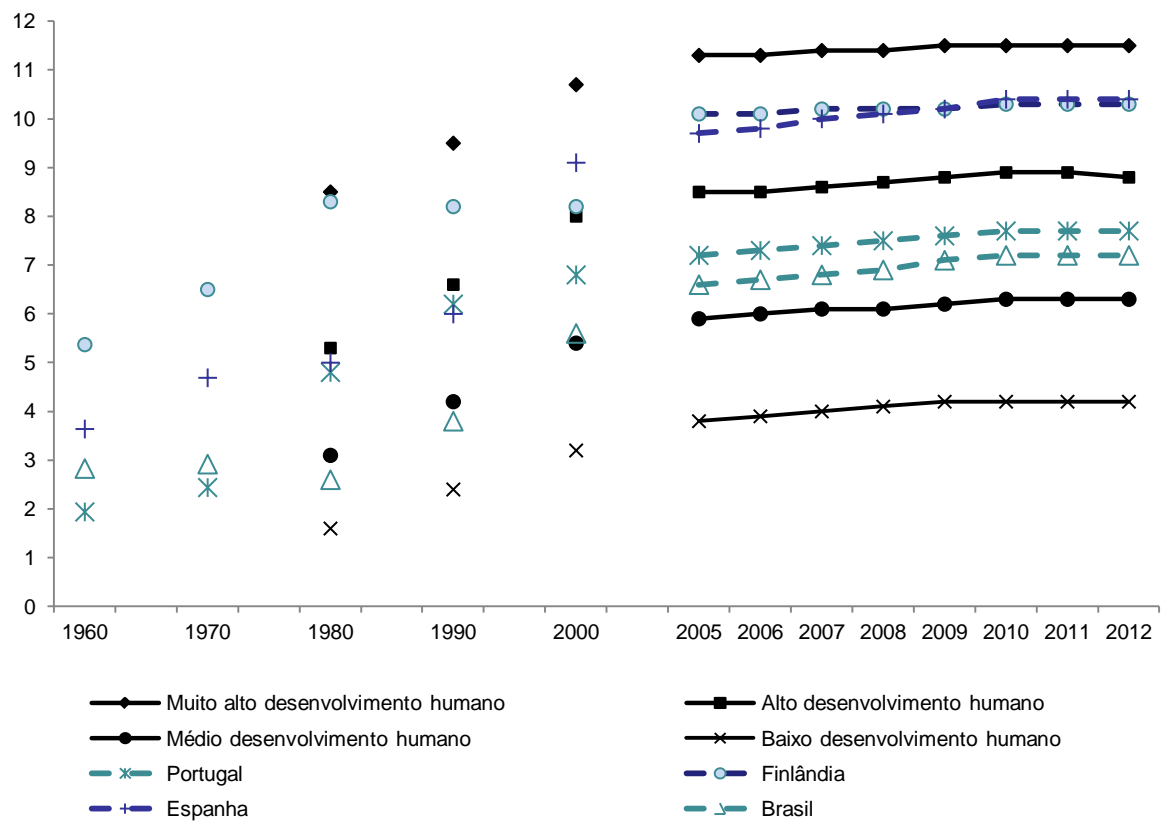 12
11
10
9
8
7
6
5
4
3
2
1
0
1960 1970 1980 1990 2000 2005 2006 2007 2008 2009 2010 2011 2012
Muito alto desenvolvimento humano Alto desenvolvimento humano
Médio desenvolvimento humano Baixo desenvolvimento humano
Portugal Finlândia
Espanha Brasil